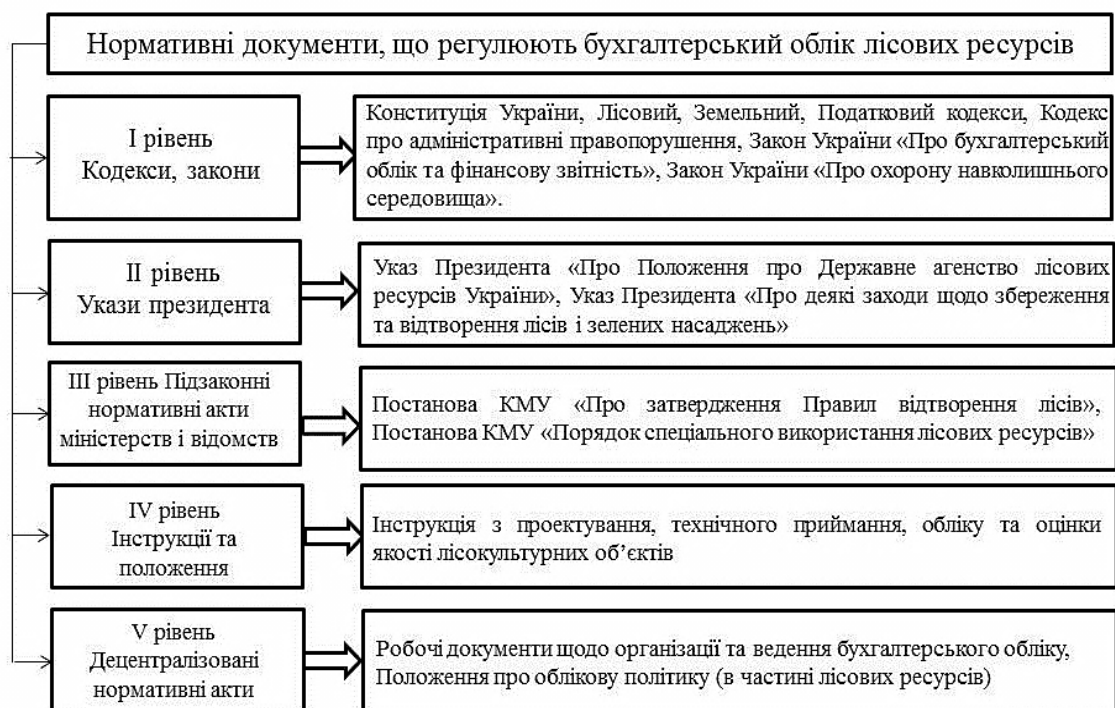 Нормативні документи, що регулюють бухгалтерський облік лісових ресурсів
І рівень
Кодекси, закони
Конституція України, Лісовий, Земельний, Податковий кодекси, Кодекс
про адміністративні правопорушення, Закон України «Про бухгалтерський
облік та фінансову звітність», Закон України «Про охорону навколишнього
середовища».
ІІ рівень
Укази президента
Указ Президента «Про Положення про Державне агенство лісових
ресурсів України», Указ Президента «Про деякі заходи щодо збереження
та відтворення лісів і зелених насаджень»
ІІІ рівень Підзаконні
нормативні акти
міністерств і відомств
Постанова КМУ «Про затвердження Правил відтворення лісів»,
Постанова КМУ «Порядок спеціального використання лісових ресурсів»
IV рівень
Інструкції та
положення
Інструкція з проектування, технічного приймання, обліку та оцінки
якості лісокультурних об’єктів
V рівень
Децентралізовані
нормативні акти
Робочі документи щодо організації та ведення бухгалтерського обліку,
Положення про облікову політику (в частині лісових ресурсів)